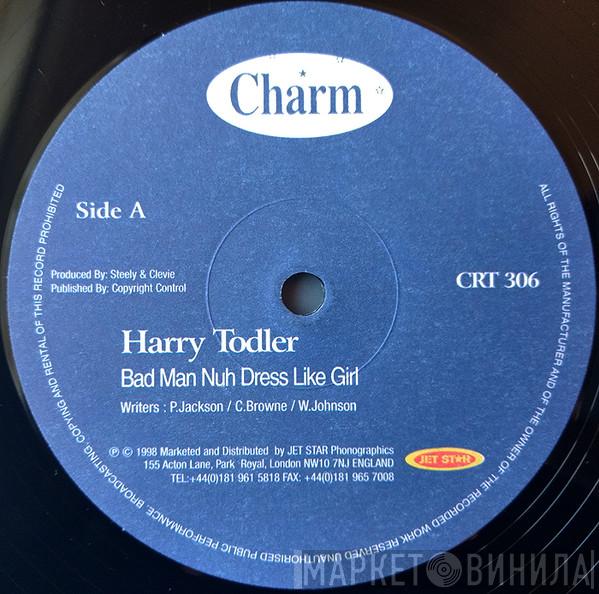 Charm
Side A
Produced By: Steely & Clevie
Published By: Copyright Control
CRT 306
Harry Todler
Bad Man Nuh Dress Like Girl
Writers : P.Jackson / C.Browne / W.Johnson
℗ © 1998 Marketed and Distributed by JET STAR Phonographics
155 Acton Lane, Park Royal, London NW10 7NJ ENGLAND
TEL:+44(0)181 961 5818 FAX: +44(0)181 965 7008
JET STAR
ALL RIGHTS OF THE MANUFACTURER AND OF THE OWNER OF THE RECORDED WORK RESERVED UNAUTHORISED PUBLIC PERFORMANCE, BROADCASTING, COPYING AND RENTAL OF THIS RECORD PROHIBITED
МАРКЕТ ВИНИЛА